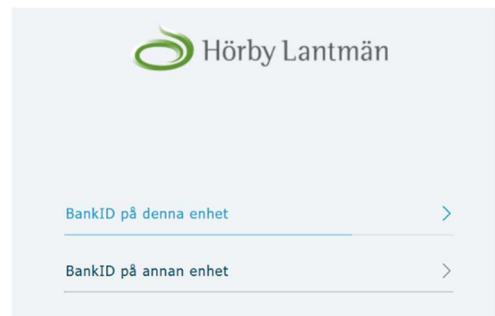 Hörby Lantmän
BankID på denna enhet
BankID på annan enhet